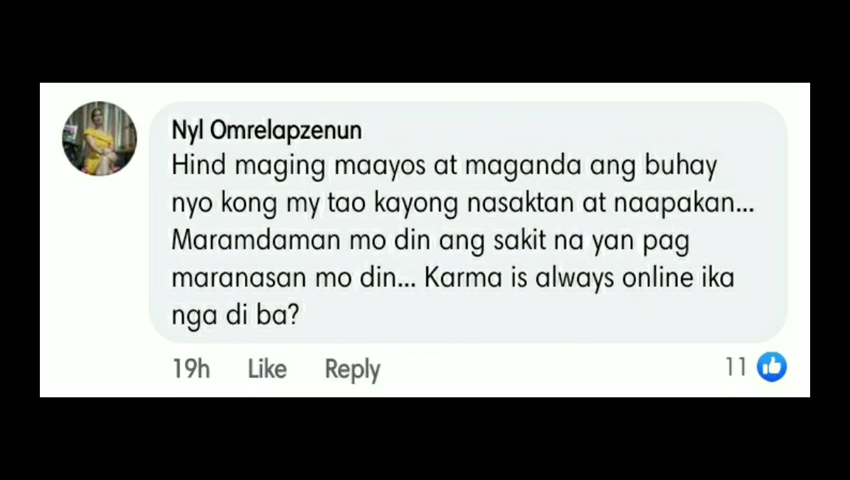 Nyl Omrelapzenun
Hind maging maayos at maganda ang buhay
nyo kong my tao kayong nasaktan at naapakan...
Maramdaman mo din ang sakit na yan pag
maranasan mo din... Karma is always online ika
nga di ba?
19h Like Reply 11